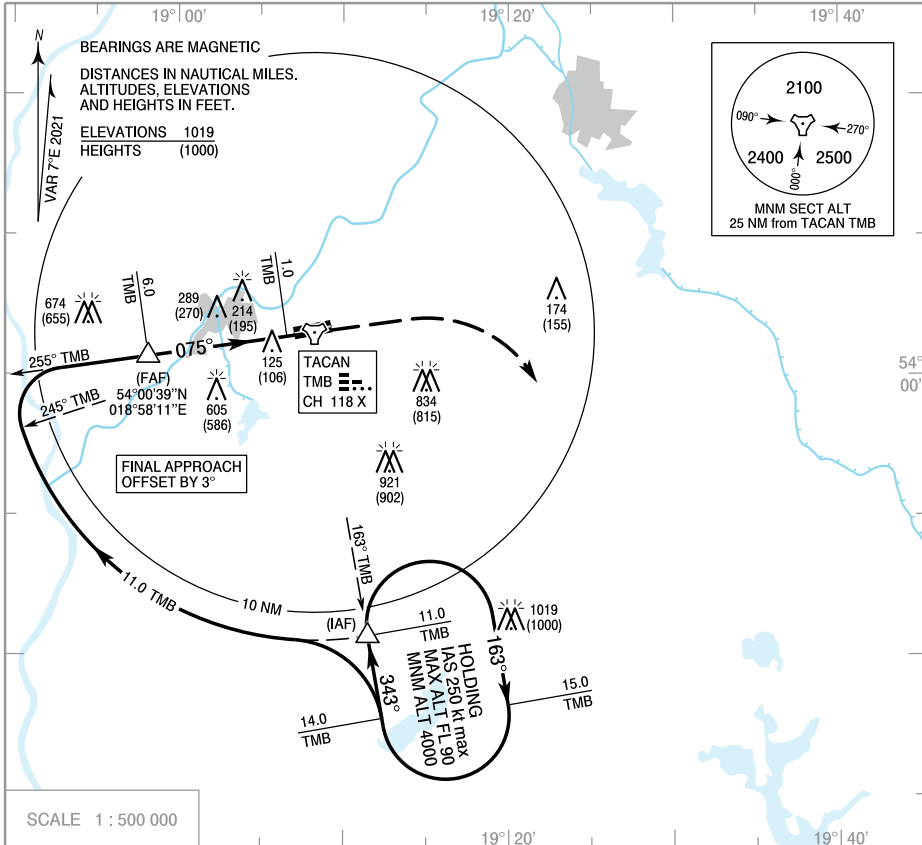 19° 00'
19° 20'
19° 40'
N
VAR 7°E 2021
BEARINGS ARE MAGNETIC
DISTANCES IN NAUTICAL MILES.
ALTITUDES, ELEVATIONS
AND HEIGHTS IN FEET.
ELEVATIONS 1019
HEIGHTS (1000)
2100
090°
270°
2400
2500
000°
MNM SECT ALT
25 NM from TACAN TMB
674
(655)
6.0
TMB
289
(270)
214
(195)
1.0
TMB
174
(155)
255° TMB
075°
125
(106)
(FAF)
54°00'39"N
018°58'11"E
245° TMB
605
(586)
TACAN
TMB
CH 118 X
834
(815)
54°
00'
921
(902)
FINAL APPROACH
OFFSET BY 3°
163° TMB
11.0 TMB
10 NM
(IAF)
11.0
TMB
1019
(1000)
163°
343°
HOLDING
IAS 250 kt max
MAX ALT FL 90
MNM ALT 4000
14.0
TMB
15.0
TMB
SCALE 1 : 500 000
19° 20'
19° 40'